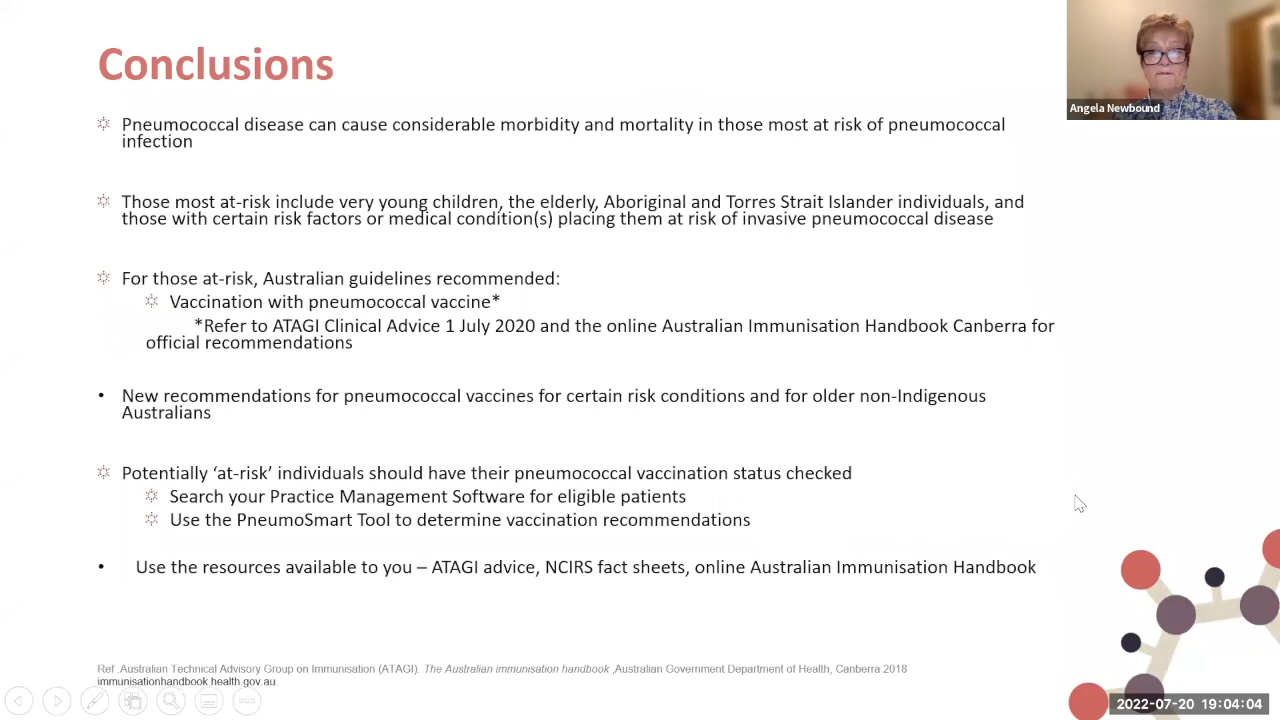 Conclusions
Pneumococcal disease can cause considerable morbidity and mortality in those most at risk of pneumococcal
infection
Those most at-risk include very young children, the elderly, Aboriginal and Torres Strait Islander individuals, and
those with certain risk factors or medical condition(s) placing them at risk of invasive pneumococcal disease
For those at-risk, Australian guidelines recommended:
Vaccination with pneumococcal vaccine*
*Refer to ATAGI Clinical Advice 1 July 2020 and the online Australian Immunisation Handbook Canberra for
official recommendations
• New recommendations for pneumococcal vaccines for certain risk conditions and for older non-Indigenous
Australians
Potentially ‘at-risk’ individuals should have their pneumococcal vaccination status checked
Search your Practice Management Software for eligible patients
Use the PneumoSmart Tool to determine vaccination recommendations
• Use the resources available to you – ATAGI advice, NCIRS fact sheets, online Australian Immunisation Handbook
Ref .Australian Technical Advisory Group on Immunisation (ATAGI). The Australian immunisation handbook ,Australian Government Department of Health, Canberra 2018
immunisationhandbook.health.gov.au.
Angela Newbound
2022-07-20 19:04:04